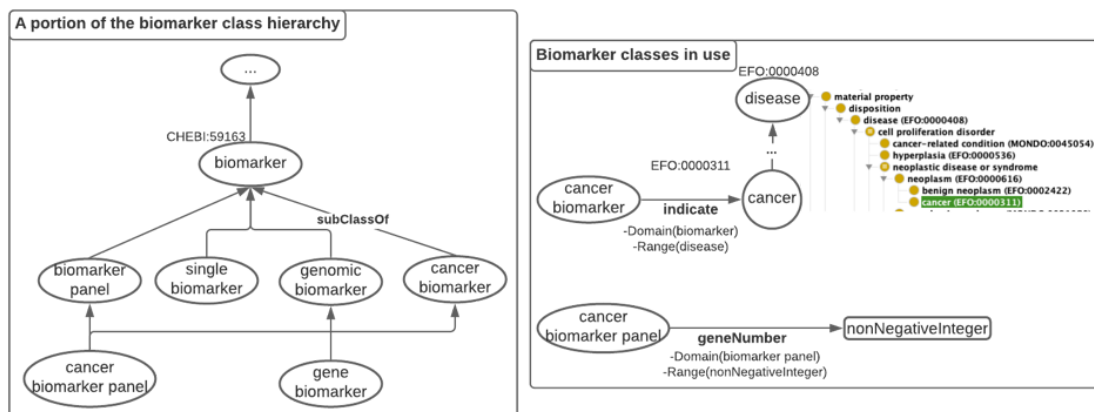 A portion of the biomarker class hierarchy
...
CHEBI:59163
biomarker
subClassOf
biomarker
panel
single
biomarker
genomic
biomarker
cancer
biomarker
cancer
biomarker panel
gene
biomarker
Biomarker classes in use
EFO:0000408
disease
...
EFO:0000311
cancer
biomarker
indicate
cancer
-Domain(biomarker)
-Range(disease)
material property
disposition
disease (EFO:0000408)
cell proliferation disorder
cancer-related condition (MONDO:0045054)
hyperplasia (EFO:0000536)
neoplastic disease or syndrome
neoplasm (EFO:0000616)
benign neoplasm (EFO:0002422)
cancer (EFO:0000311)
cancer
biomarker panel
geneNumber
nonNegativeInteger
-Domain(biomarker panel)
-Range(nonNegativeInteger)